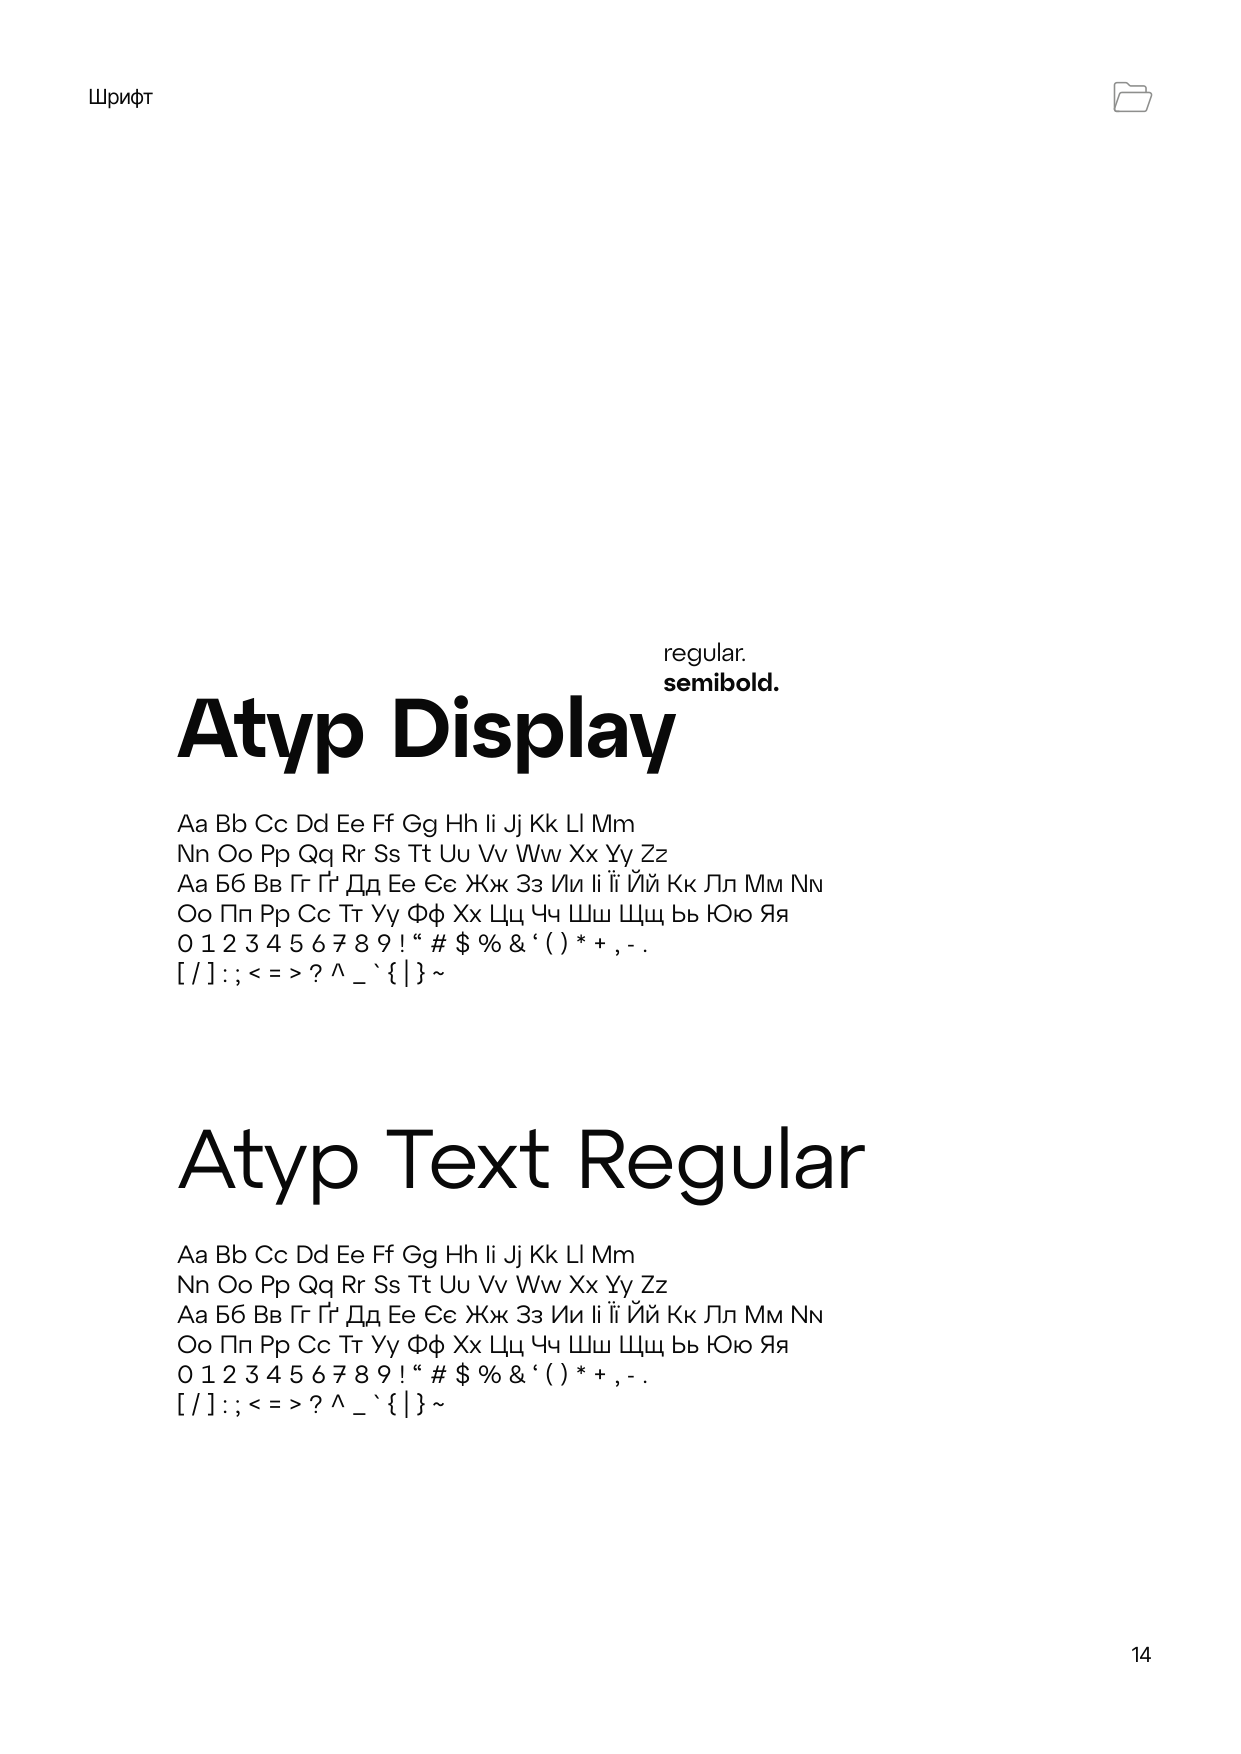 Шрифт
regular.
semibold.
Atyp Display
Aa Bb Cc Dd Ee Ff Gg Hh Ii Jj Kk Ll Mm
Nn Oo Pp Qq Rr Ss Tt Uu Vv Ww Xx Yy Zz
Аа Бб Вв Гг Ґґ Дд Ее Єє Жж Зз Ии Іі Її Йй Кк Лл Мм Nɴ
Оо Пп Рр Сс Тт Уу Фф Хх Цц Чч Шш Щщ Ьь Юю Яя
0 1 2 3 4 5 6 7 8 9 ! “ # $ % & ‘ ( ) * + , - .
[ / ] : ; < = > ? ^ _ ` { | } ~
Atyp Text Regular
Aa Bb Cc Dd Ee Ff Gg Hh Ii Jj Kk Ll Mm
Nn Oo Pp Qq Rr Ss Tt Uu Vv Ww Xx Yy Zz
Аа Бб Вв Гг Ґґ Дд Ее Єє Жж Зз Ии Іі Її Йй Кк Лл Мм Nɴ
Оо Пп Рр Сс Тт Уу Фф Хх Цц Чч Шш Щщ Ьь Юю Яя
0 1 2 3 4 5 6 7 8 9 ! “ # $ % & ‘ ( ) * + , - .
[ / ] : ; < = > ? ^ _ ` { | } ~
14